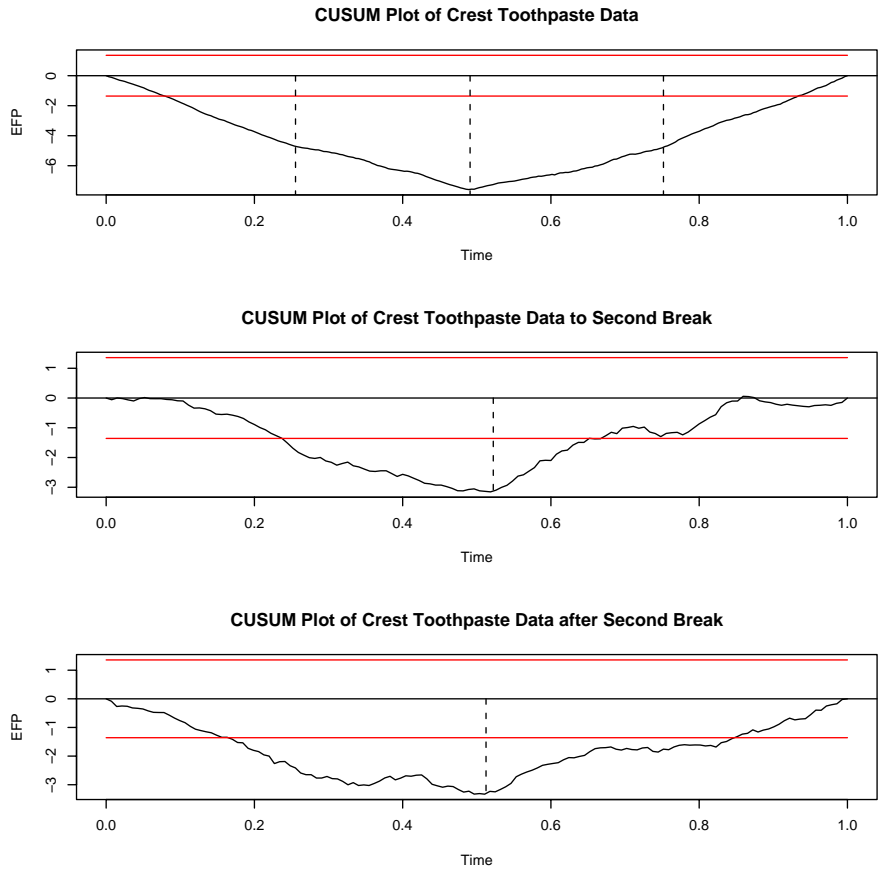 CUSUM Plot of Crest Toothpaste Data
EFP
0
−2
−4
−6
0.0 0.2 0.4 0.6 0.8 1.0
Time
CUSUM Plot of Crest Toothpaste Data to Second Break
1
0
−1
−2
−3
0.0 0.2 0.4 0.6 0.8 1.0
Time
CUSUM Plot of Crest Toothpaste Data after Second Break
EFP
1
0
−1
−2
−3
0.0 0.2 0.4 0.6 0.8 1.0
Time